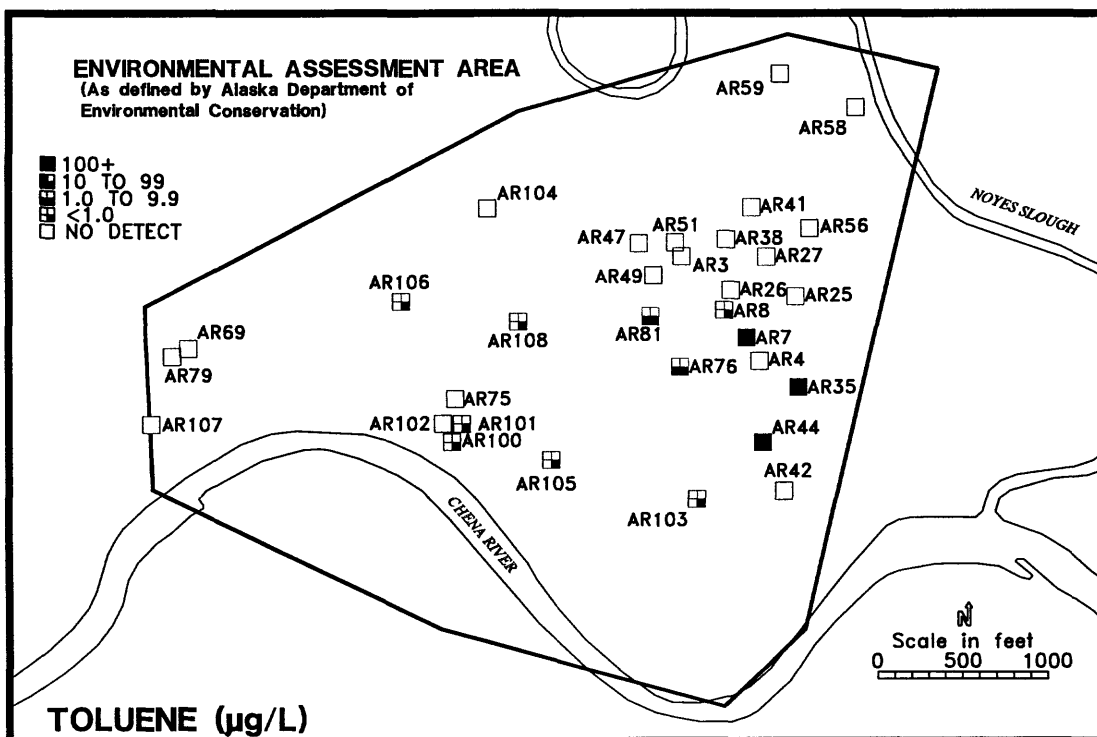 ENVIRONMENTAL ASSESSMENT AREA
(As defined by Alaska Department of
Environmental Conservation)
100+
10 TO 99
1.0 TO 9.9
<1.0
NO DETECT
AR59
AR58
NOYES SLOUGH
AR104
AR41
AR56
AR47
AR51
AR38
AR3
AR27
AR49
AR26
AR25
AR106
AR8
AR108
AR81
AR7
AR69
AR79
AR4
AR76
AR35
AR75
AR107
AR102
AR101
AR100
AR44
AR105
AR42
AR103
CHENA RIVER
N
Scale in feet
0 500 1000
TOLUENE (µg/L)